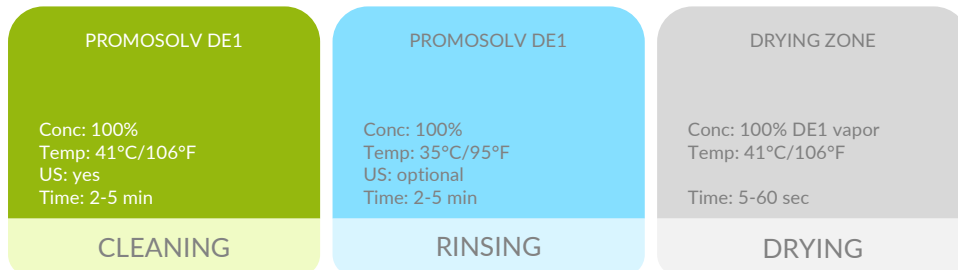 PROMOSOLV DE1
Conc: 100%
Temp: 41°C/106°F
US: yes
Time: 2-5 min
CLEANING
PROMOSOLV DE1
Conc: 100%
Temp: 35°C/95°F
US: optional
Time: 2-5 min
RINSING
DRYING ZONE
Conc: 100% DE1 vapor
Temp: 41°C/106°F
Time: 5-60 sec
DRYING